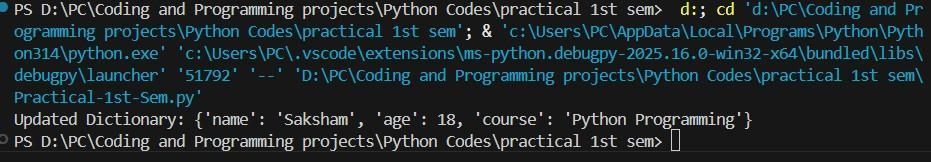 PS D:\PC\Coding and Programming projects\Python Codes\practical 1st sem>  d:; cd 'd:\PC\Coding and Pr
ogramming projects\Python Codes\practical 1st sem'; & 'c:\Users\PC\AppData\Local\Programs\Python\Pyth
on314\python.exe' 'c:\Users\PC\.vscode\extensions\ms-python.debugpy-2025.16.0-win32-x64\bundled\libs\
debugpy\launcher' '51792' '--' 'D:\PC\Coding and Programming projects\Python Codes\practical 1st sem\
Practical-1st-Sem.py'
Updated Dictionary: {'name': 'Saksham', 'age': 18, 'course': 'Python Programming'}
PS D:\PC\Coding and Programming projects\Python Codes\practical 1st sem>